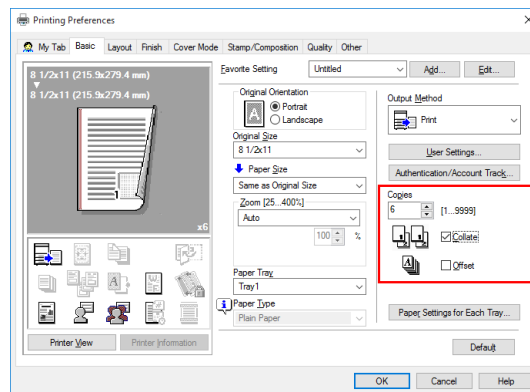 Printing Preferences
My Tab Basic Layout Finish Cover Mode Stamp/Composition Quality Other
8 1/2x11 (215.9x279.4 mm)
8 1/2x11 (215.9x279.4 mm)
1
x6
Printer View
Printer Information
Favorite Setting
Untitled
Add...
Edit...
Original Orientation
A
Portrait
Landscape
Original Size
8 1/2x11
Paper Size
Same as Original Size
Zoom [25...400%]
Auto
100 %
Paper Tray
Tray1
Paper Type
Plain Paper
Output Method
Print
User Settings...
Authentication/Account Track...
Copies
6 [1...9999]
Collate
Offset
Paper Settings for Each Tray...
Default
OK
Cancel
Help